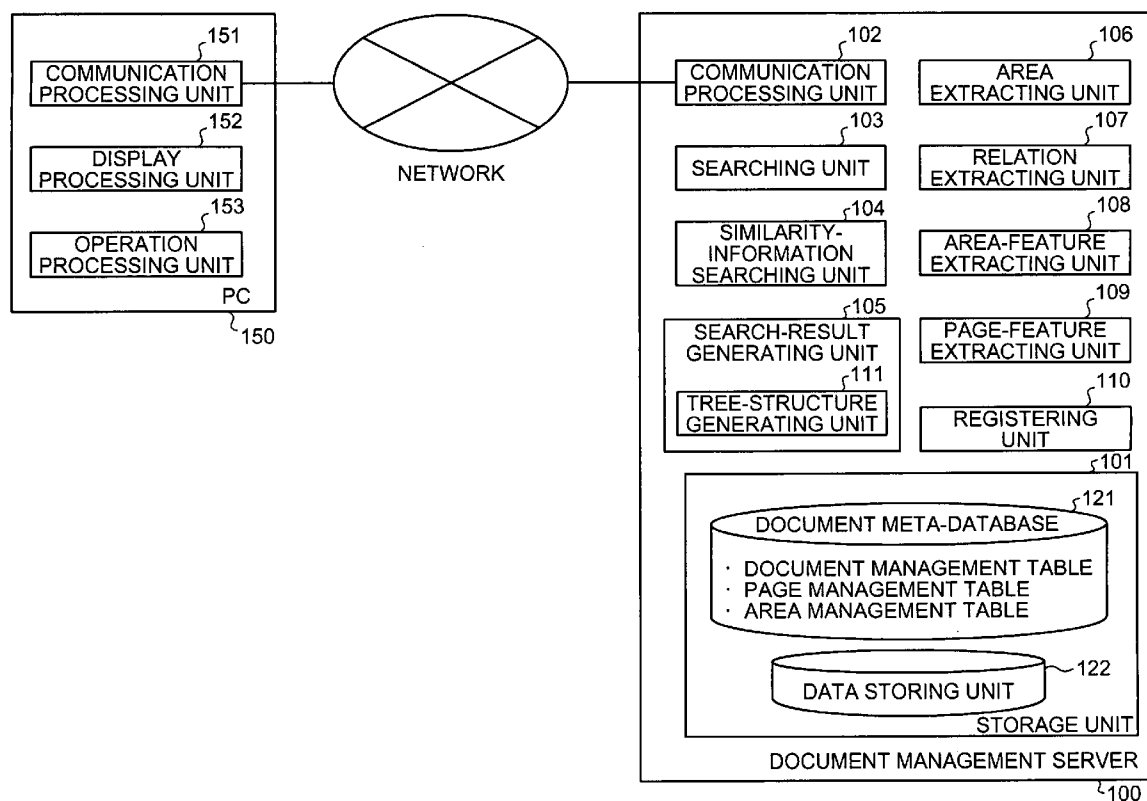 151
COMMUNICATION
PROCESSING UNIT
152
DISPLAY
PROCESSING UNIT
153
OPERATION
PROCESSING UNIT
PC
150
NETWORK
102
COMMUNICATION
PROCESSING UNIT
103
SEARCHING UNIT
104
SIMILARITY-
INFORMATION
SEARCHING UNIT
105
SEARCH-RESULT
GENERATING UNIT
111
TREE-STRUCTURE
GENERATING UNIT
106
AREA
EXTRACTING UNIT
107
RELATION
EXTRACTING UNIT
108
AREA-FEATURE
EXTRACTING UNIT
109
PAGE-FEATURE
EXTRACTING UNIT
110
REGISTERING
UNIT
101
121
DOCUMENT META-DATABASE
· DOCUMENT MANAGEMENT TABLE
· PAGE MANAGEMENT TABLE
· AREA MANAGEMENT TABLE
122
DATA STORING UNIT
STORAGE UNIT
DOCUMENT MANAGEMENT SERVER
100